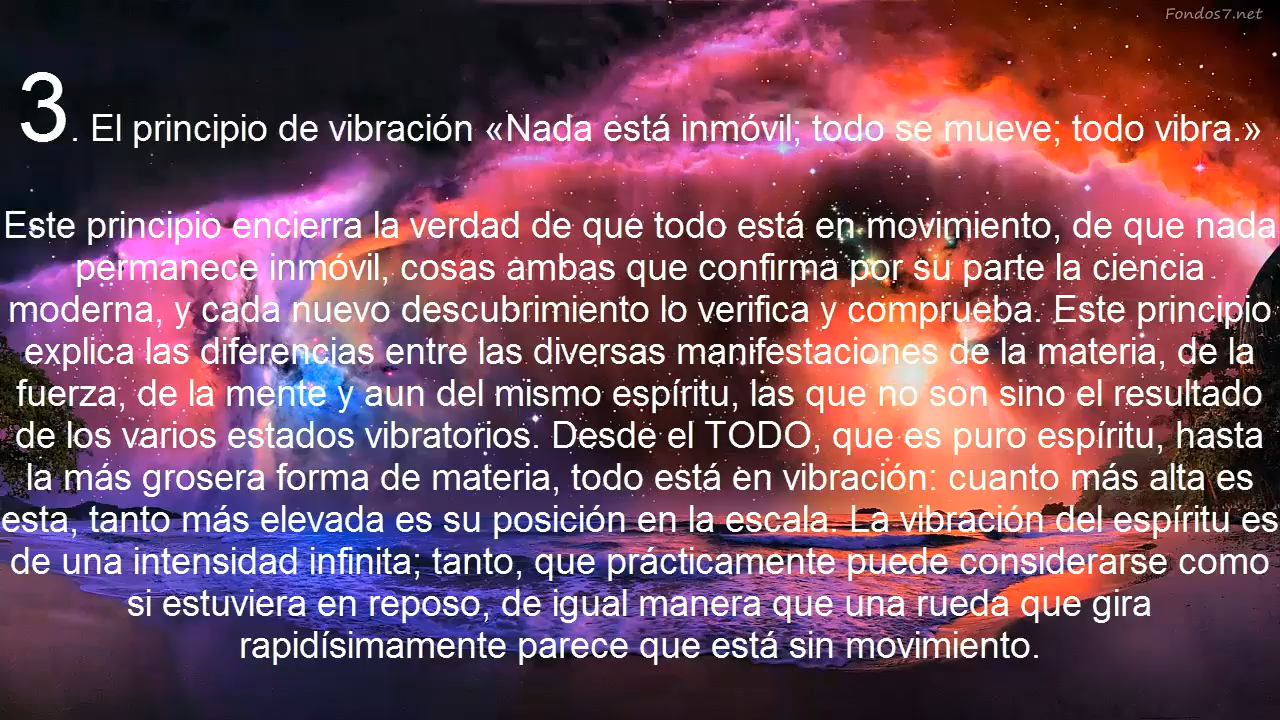 Fondos7.net
3. El principio de vibración «Nada está inmóvil; todo se mueve; todo vibra.»
Este principio encierra la verdad de que todo está en movimiento, de que nada
permanece inmóvil, cosas ambas que confirma por su parte la ciencia
moderna, y cada nuevo descubrimiento lo verifica y comprueba. Este principio
explica las diferencias entre las diversas manifestaciones de la materia, de la
fuerza, de la mente y aun del mismo espíritu, las que no son sino el resultado
de los varios estados vibratorios. Desde el TODO, que es puro espíritu, hasta
la más grosera forma de materia, todo está en vibración: cuanto más alta es
esta, tanto más elevada es su posición en la escala. La vibración del espíritu es
de una intensidad infinita; tanto, que prácticamente puede considerarse como
si estuviera en reposo, de igual manera que una rueda que gira
rapidísimamente parece que está sin movimiento.